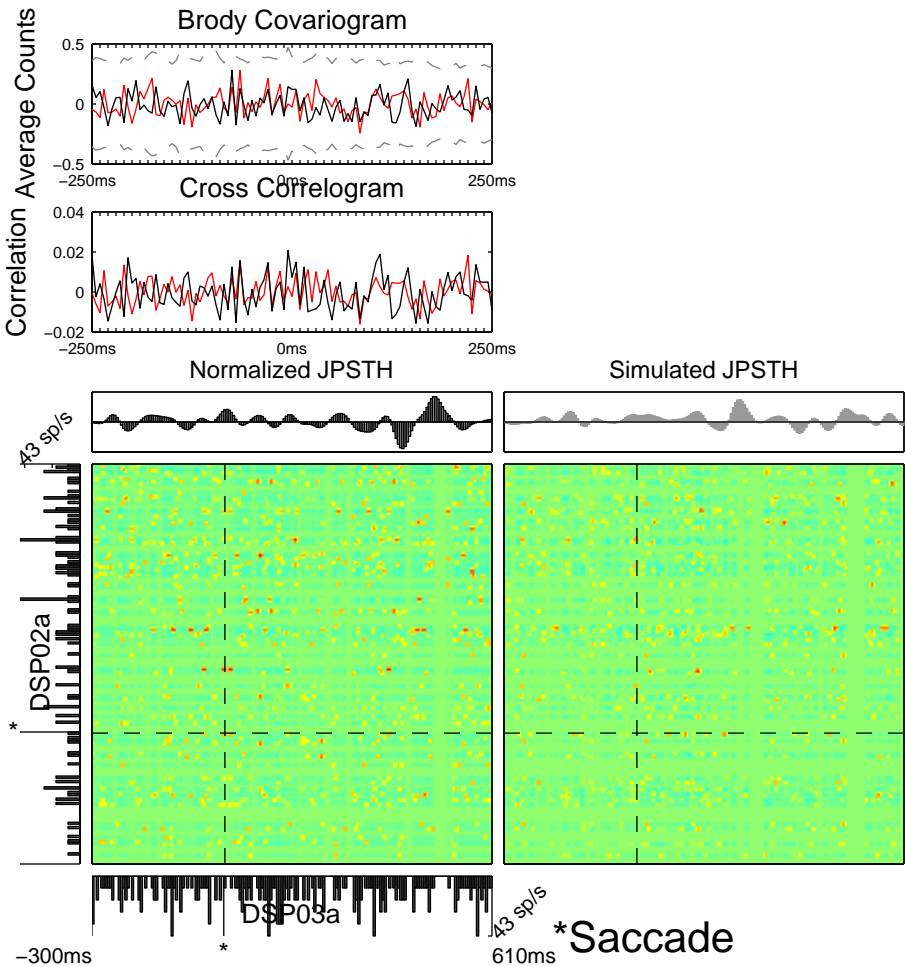 Brody Covariogram
Average Counts
0.5
0
−0.5
−250ms
0ms
250ms
Cross Correlogram
Correlation
0.04
0.02
0
−0.02
−250ms
0ms
250ms
Normalized JPSTH
Simulated JPSTH
43 sp/s
DSP02a
*
DSP03a
43 sp/s
*
*Saccade
−300ms
610ms